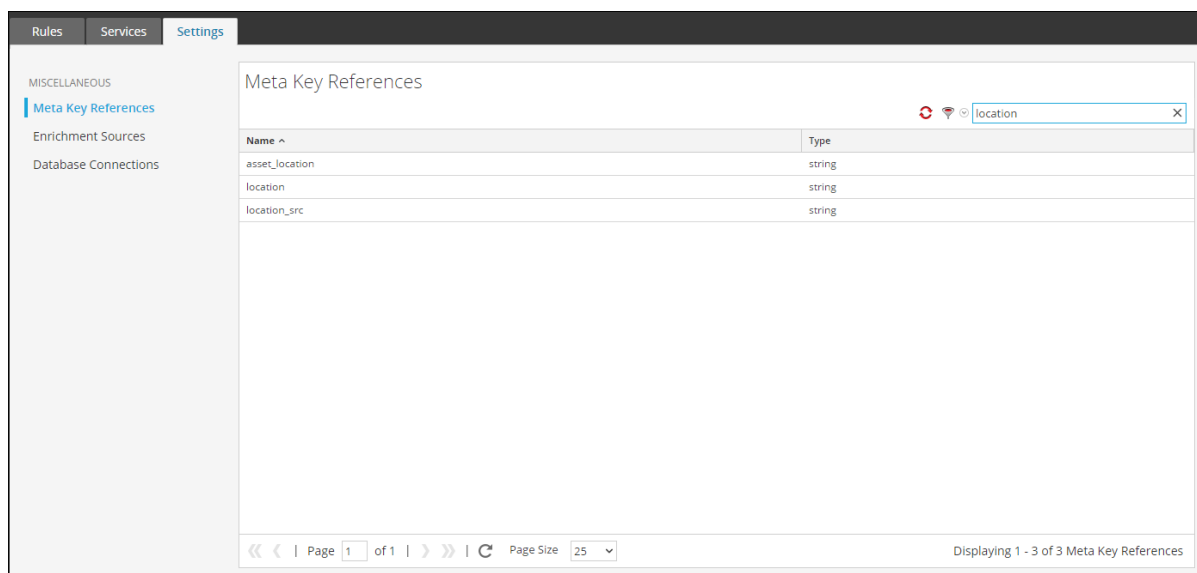 Rules Services Settings
MISCELLANEOUS
Meta Key References
Enrichment Sources
Database Connections
Meta Key References
location
Name Type
asset_location string
location string
location_src string
Page 1 of 1 Page Size 25 Displaying 1 - 3 of 3 Meta Key References